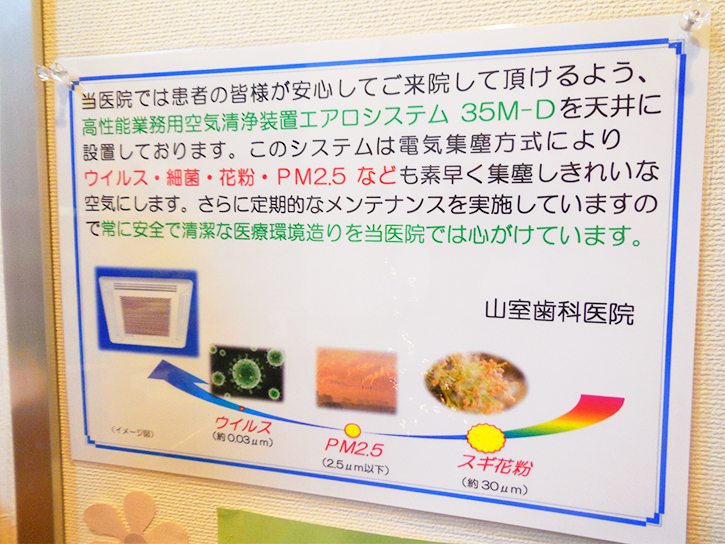 当医院では患者の皆様が安心してご来院して頂けるよう、
高性能業務用空気清浄装置エアロシステム 35M-Dを天井に
設置しております。このシステムは電気集塵方式により
ウイルス・細菌・花粉・PM2.5 なども素早く集塵しきれいな
空気にします。さらに定期的なメンテナンスを実施していますの
で常に安全で清潔な医療環境造りを当医院では心がけています。
山室歯科医院
ウイルス
(約0.03μm)
PM2.5
(2.5μm以下)
スギ花粉
(約30μm)
(イメージ図)